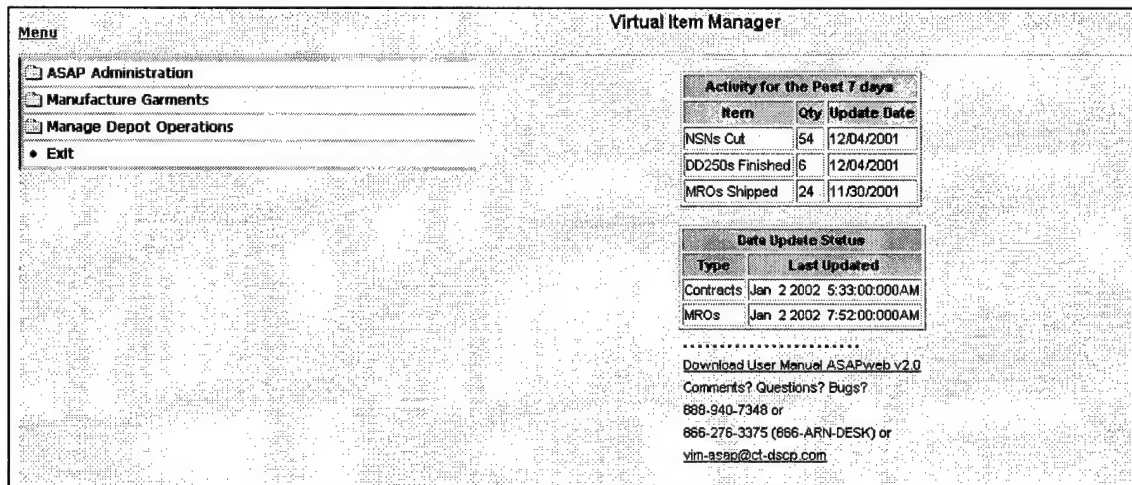 Virtual Item Manager
Menu
ASAP Administration
Manufacture Garments
Manage Depot Operations
• Exit
Activity for the Past 7 days
Item Qty Update Date
NSNs Cut 54 12/04/2001
DD250s Finished 6 12/04/2001
MROs Shipped 24 11/30/2001
Data Update Status
Type Last Updated
Contracts Jan 2 2002 5:33:00:000AM
MROs Jan 2 2002 7:52:00:000AM
Download User Manual ASAPweb v2.0
Comments? Questions? Bugs?
888-940-7348 or
866-276-3375 (866-ARN-DESK) or
vim-asap@ct-dscp.com